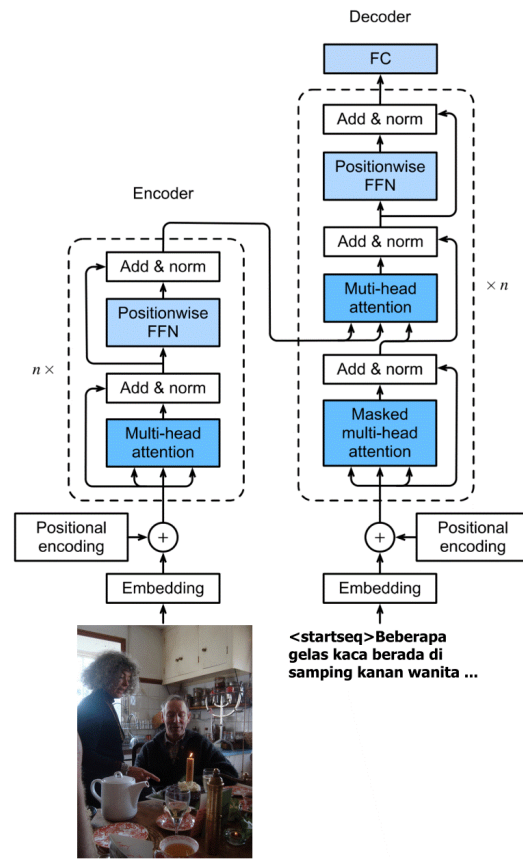 Decoder
FC
Add & norm
Positionwise
FFN
Add & norm
Muti-head
attention
× n
Add & norm
Masked
multi-head
attention
Positional
encoding
+
Embedding
<startseq>Beberapa
gelas kaca berada di
samping kanan wanita ...
Encoder
Add & norm
Positionwise
FFN
n ×
Add & norm
Multi-head
attention
Positional
encoding
+
Embedding